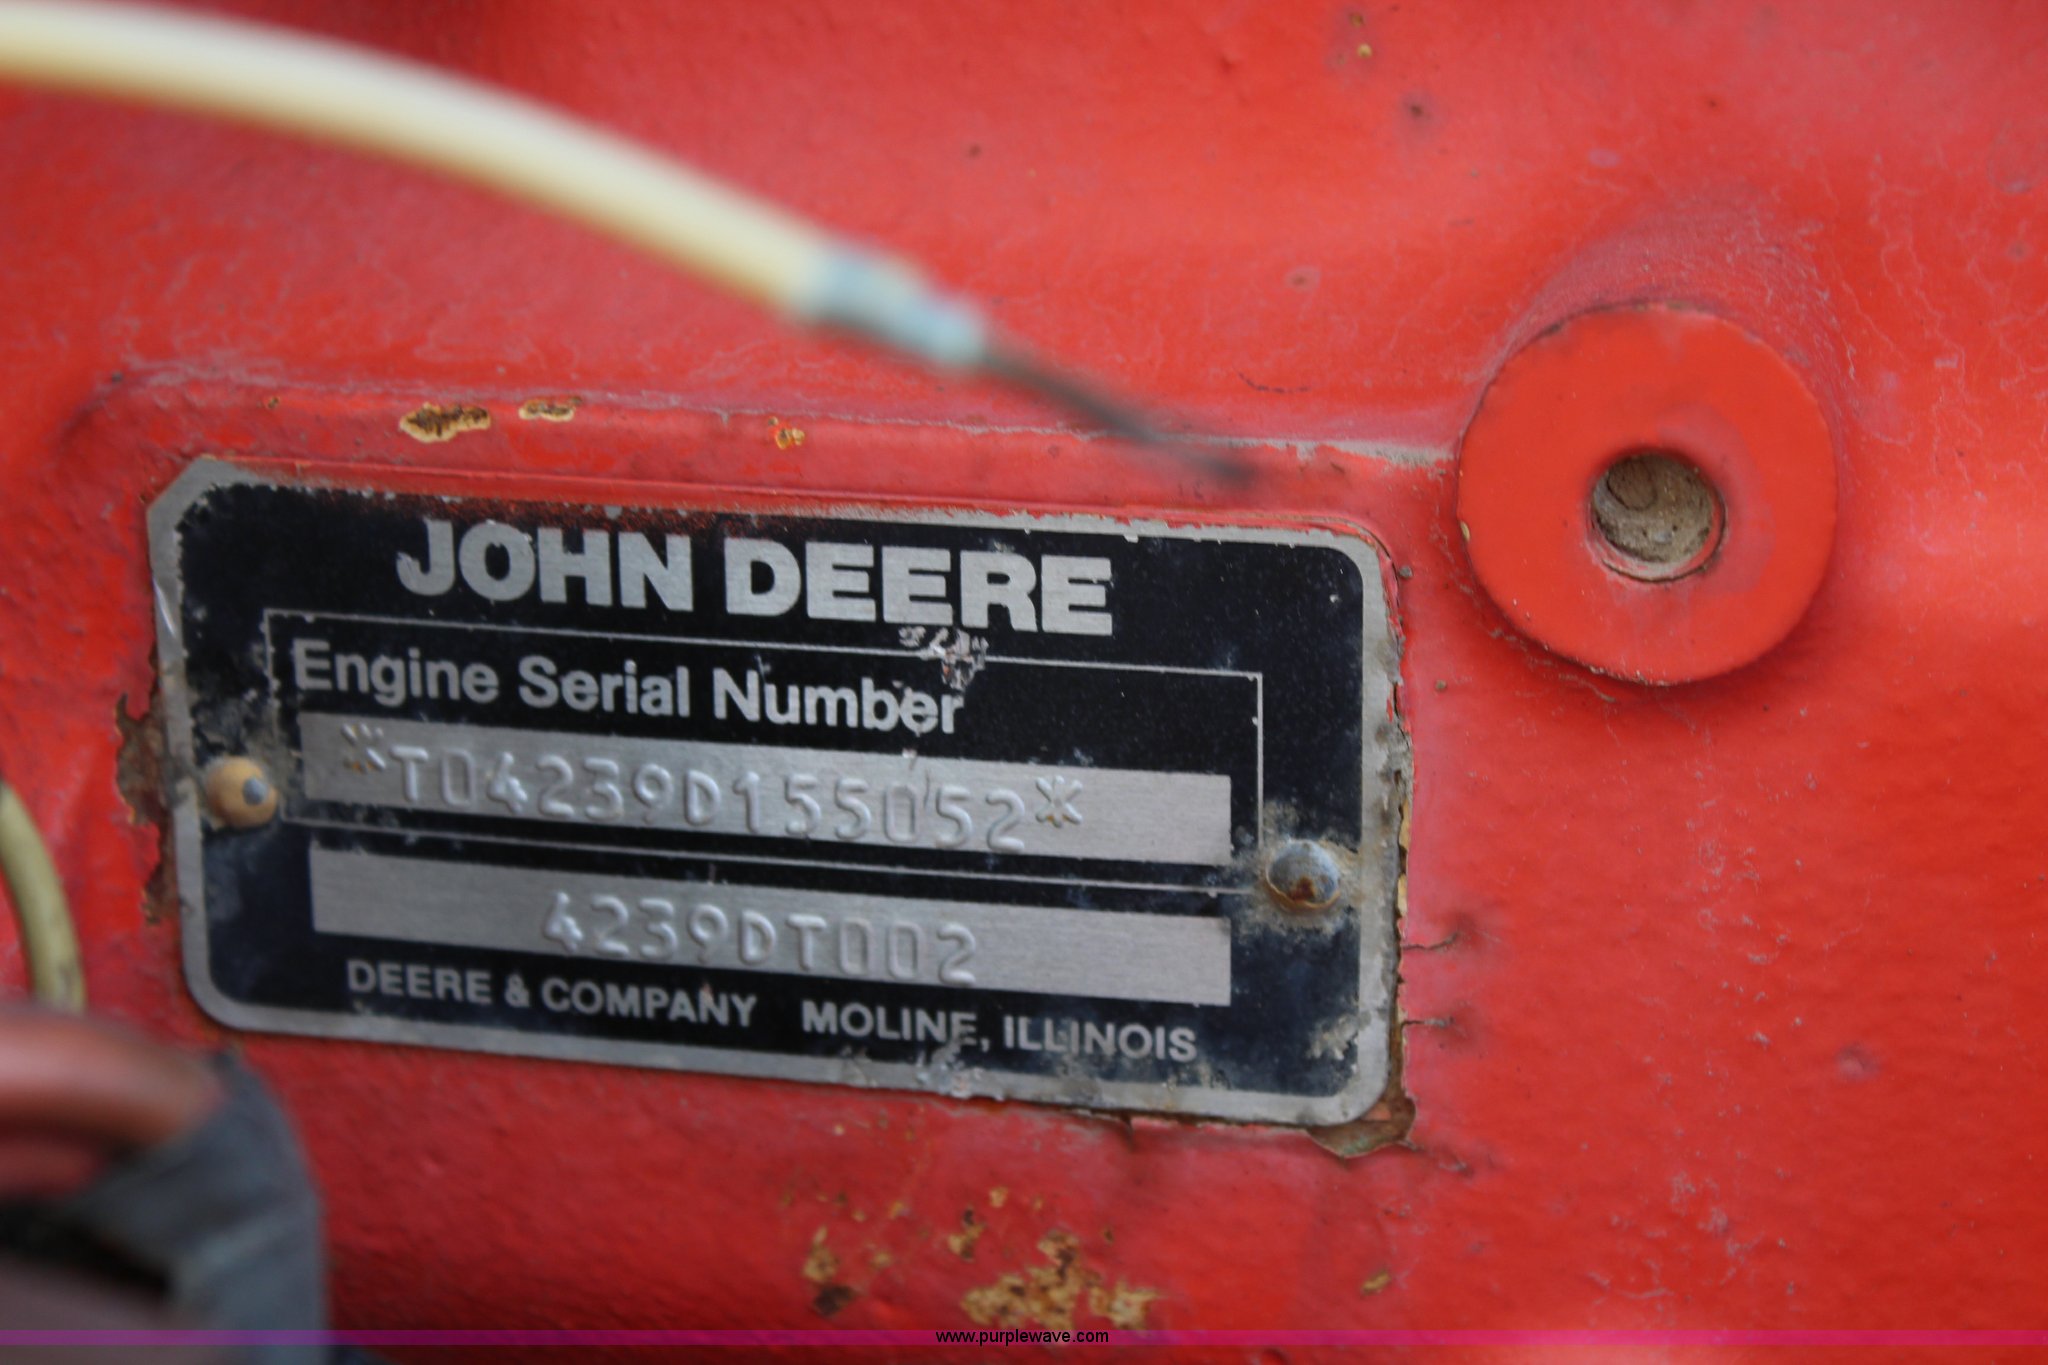 JOHN DEERE
Engine Serial Number
*T04239D155052*
4239DT002
DEERE & COMPANY MOLINE, ILLINOIS
www.purplewave.com